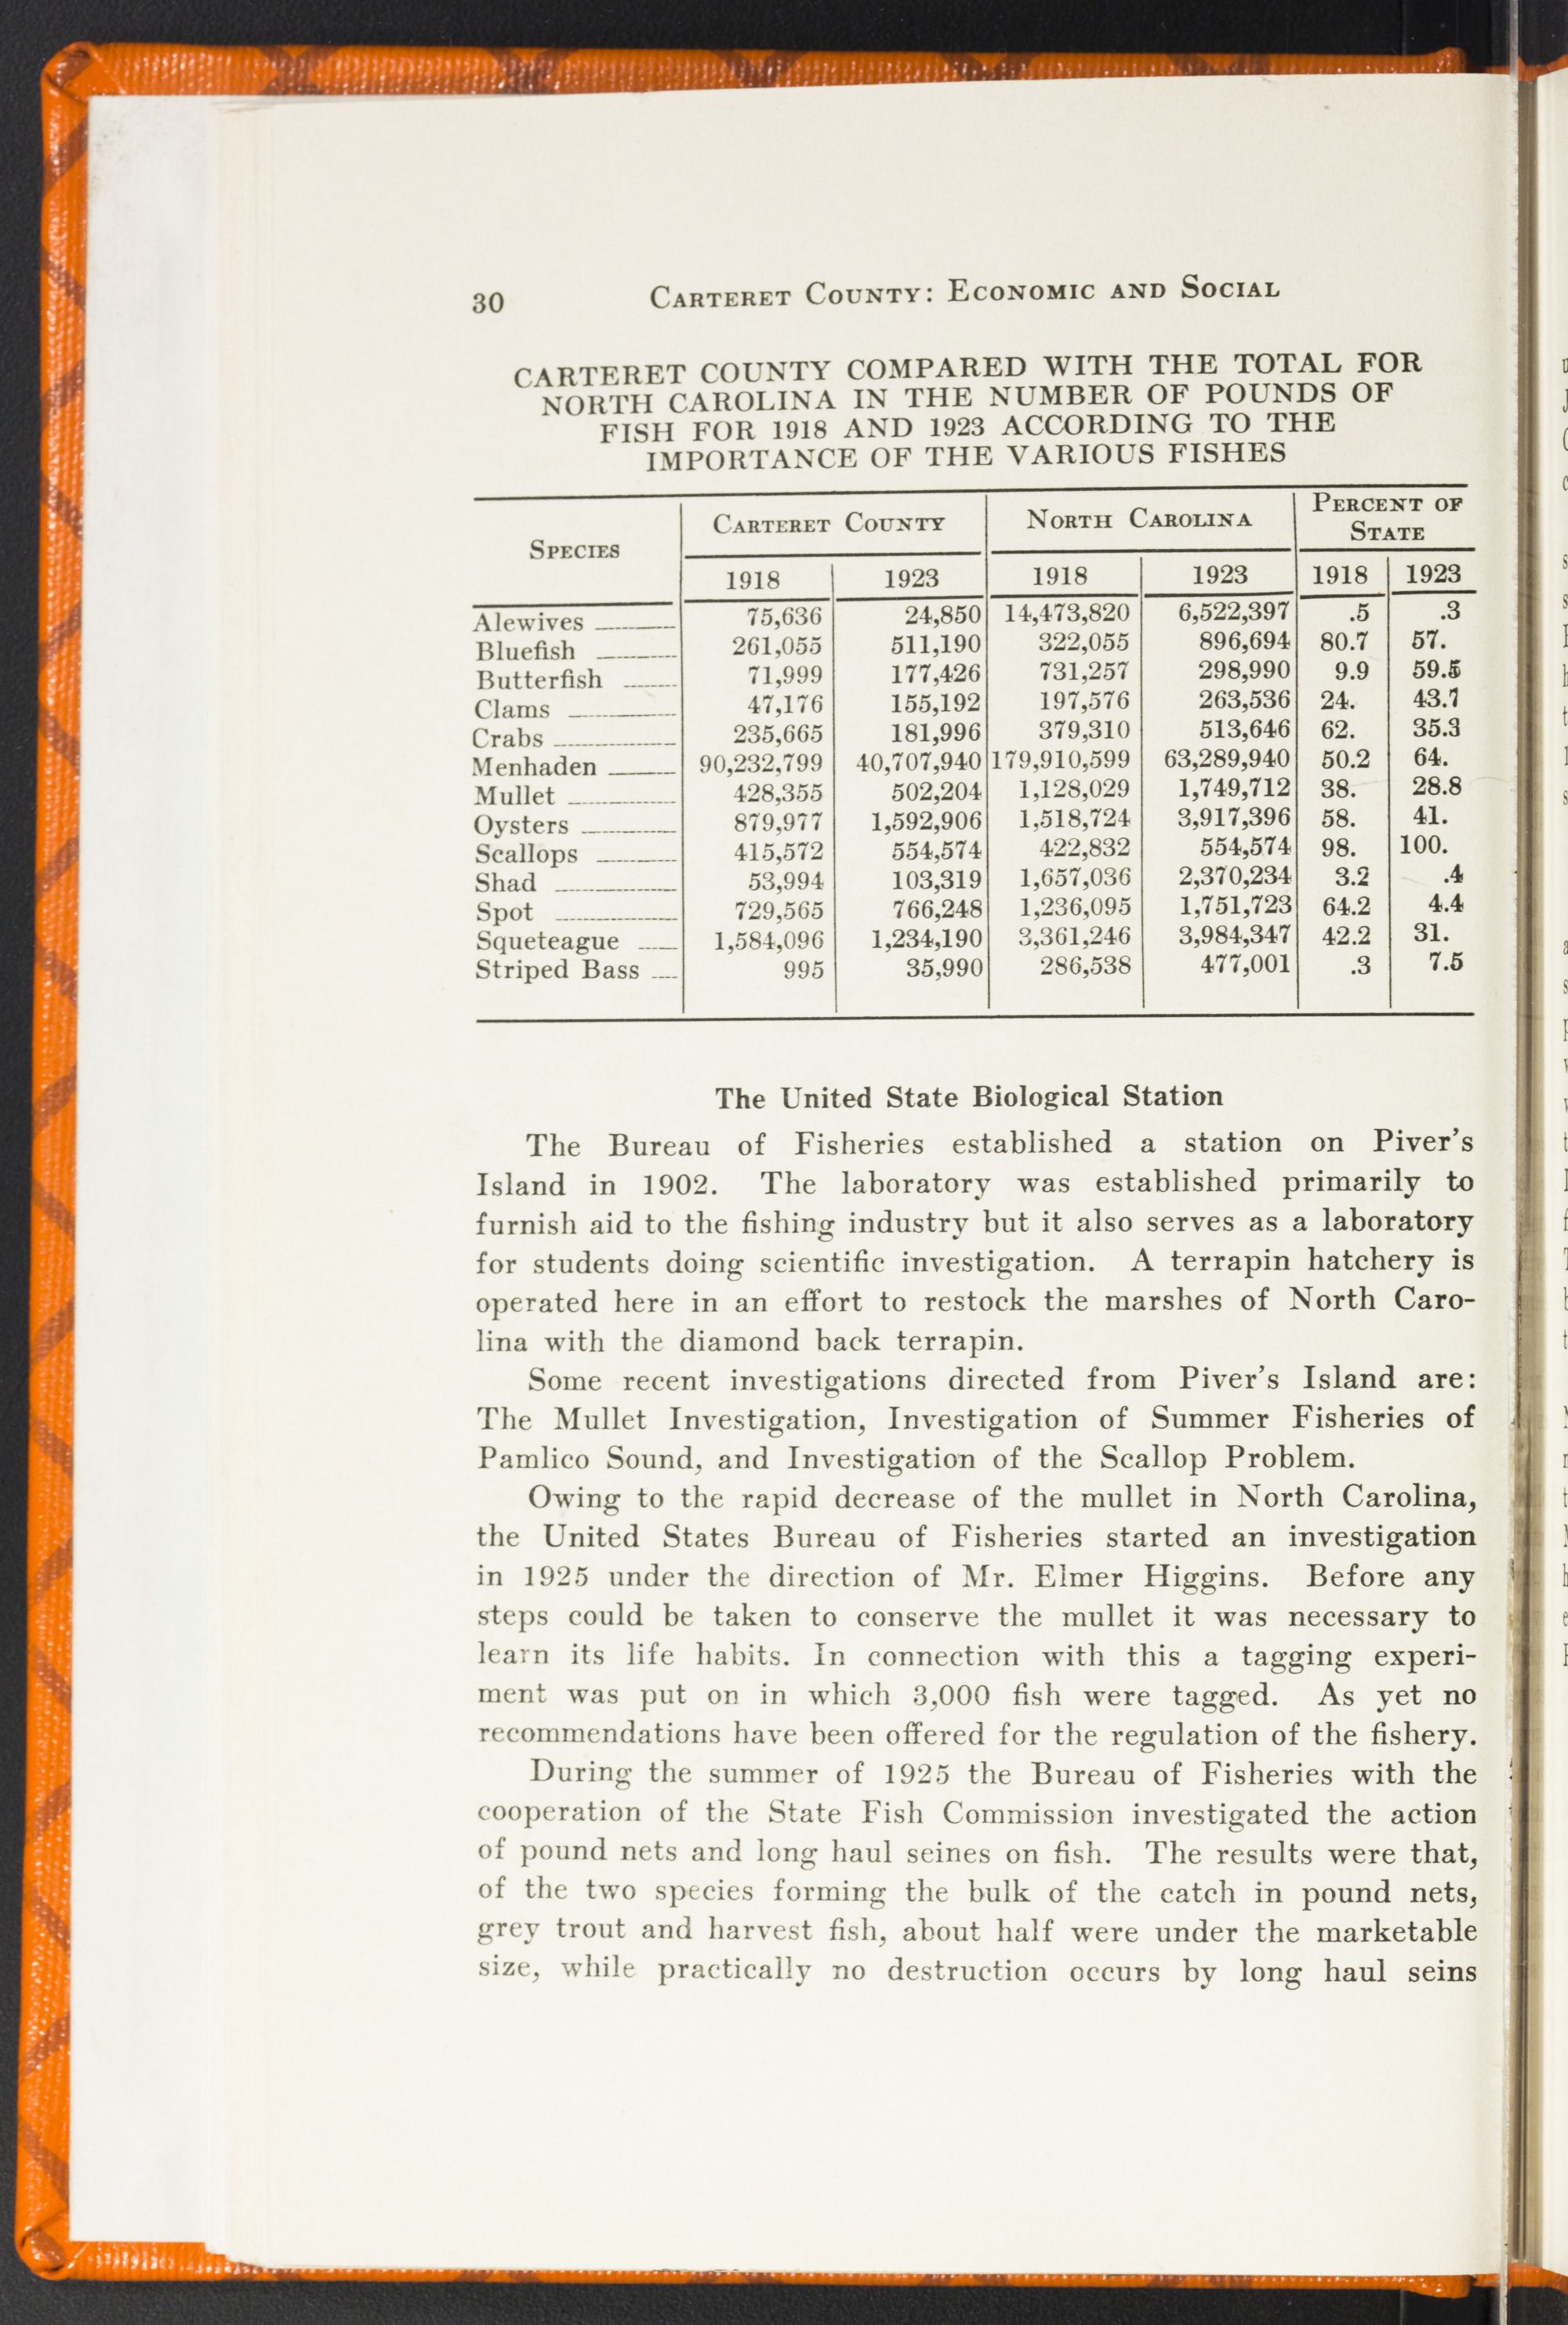 30 CARTERET COUNTY: ECONOMIC AND SOCIAL
CARTERET COUNTY COMPARED WITH THE TOTAL FOR
NORTH CAROLINA IN THE NUMBER OF POUNDS OF
FISH FOR 1918 AND 1923 ACCORDING TO THE
IMPORTANCE OF THE VARIOUS FISHES
SPECIES CARTERET COUNTY NORTH CAROLINA PERCENT OF STATE
1918 1923 1918 1923 1918 1923
Alewives 75,636 24,850 14,473,820 6,522,397 .5 .3
Bluefish 261,055 511,190 322,055 896,694 80.7 57.
Butterfish 71,999 177,426 731,257 298,990 9.9 59.5
Clams 47,176 155,192 197,576 263,536 24. 43.7
Crabs 235,665 181,996 379,310 513,646 62. 35.3
Menhaden 90,232,799 40,707,940 179,910,599 63,289,940 50.2 64.
Mullet 428,355 502,204 1,128,029 1,749,712 38. 28.8
Oysters 879,977 1,592,906 1,518,724 3,917,396 58. 41.
Scallops 415,572 554,574 422,832 554,574 98. 100.
Shad 53,994 103,319 1,657,036 2,370,234 3.2 .4
Spot 729,565 766,248 1,236,095 1,751,723 64.2 4.4
Squeteague 1,584,096 1,234,190 3,361,246 3,984,347 42.2 31.
Striped Bass 995 35,990 286,538 477,001 .3 7.5
The United State Biological Station
The Bureau of Fisheries established a station on Piver's
Island in 1902. The laboratory was established primarily to
furnish aid to the fishing industry but it also serves as a laboratory
for students doing scientific investigation. A terrapin hatchery is
operated here in an effort to restock the marshes of North Caro-
lina with the diamond back terrapin.
Some recent investigations directed from Piver's Island are:
The Mullet Investigation, Investigation of Summer Fisheries of
Pamlico Sound, and Investigation of the Scallop Problem.
Owing to the rapid decrease of the mullet in North Carolina,
the United States Bureau of Fisheries started an investigation
in 1925 under the direction of Mr. Elmer Higgins. Before any
steps could be taken to conserve the mullet it was necessary to
learn its life habits. In connection with this a tagging experi-
ment was put on in which 3,000 fish were tagged. As yet no
recommendations have been offered for the regulation of the fishery.
During the summer of 1925 the Bureau of Fisheries with the
cooperation of the State Fish Commission investigated the action
of pound nets and long haul seines on fish. The results were that,
of the two species forming the bulk of the catch in pound nets,
grey trout and harvest fish, about half were under the marketable
size, while practically no destruction occurs by long haul seins